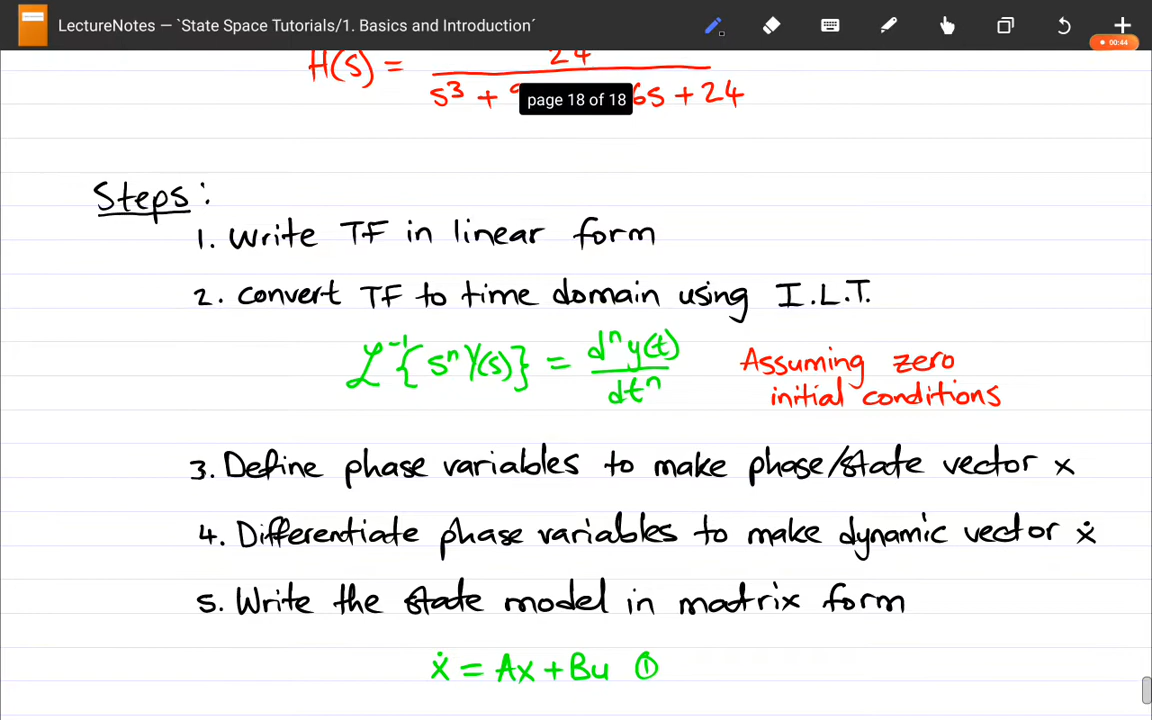 LectureNotes — `State Space Tutorials/1. Basics and Introduction´
00:44
24
H(s) =
s³ + 9 6s + 24
page 18 of 18
Steps:
1. Write TF in linear form
2. Convert TF to time domain using I.L.T.
ℒ⁻¹{sⁿY(s)} = dⁿy(t)/dtⁿ
Assuming zero
initial conditions
3. Define phase variables to make phase/state vector x
4. Differentiate phase variables to make dynamic vector ẋ
5. Write the state model in matrix form
ẋ = Ax + Bu ①